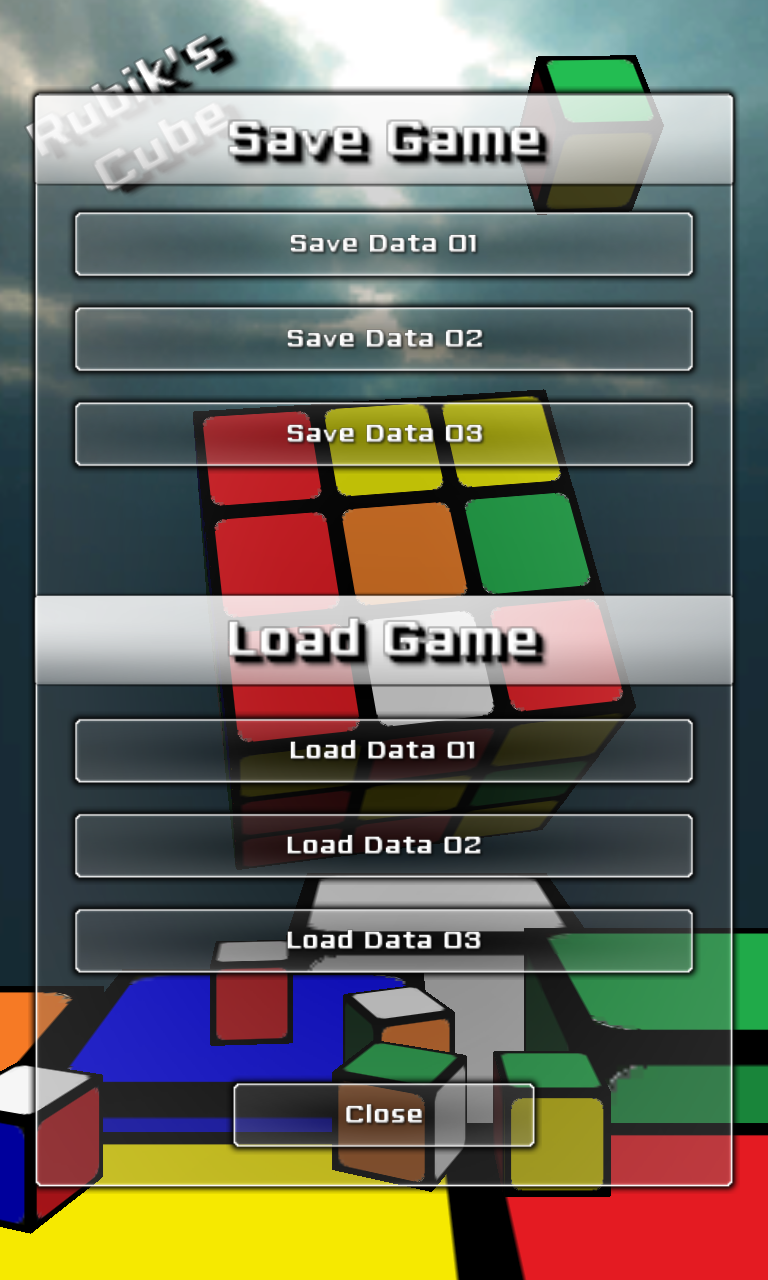 Rubik's
Cube
Save Game
Save Data 01
Save Data 02
Save Data 03
Load Game
Load Data 01
Load Data 02
Load Data 03
Close